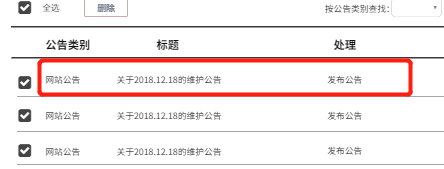 全选 删除 按公告类别查找：
公告类别 标题 处理
网站公告 关于2018.12.18的维护公告 发布公告
网站公告 关于2018.12.18的维护公告 发布公告
网站公告 关于2018.12.18的维护公告 发布公告